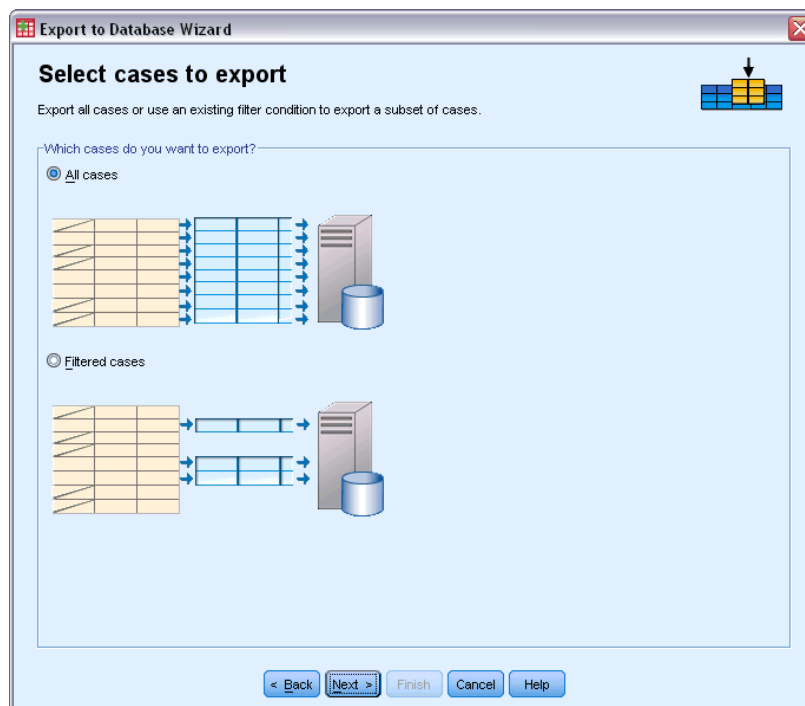 Export to Database Wizard
Select cases to export
Export all cases or use an existing filter condition to export a subset of cases.
Which cases do you want to export?
All cases
Filtered cases
< Back Next > Finish Cancel Help